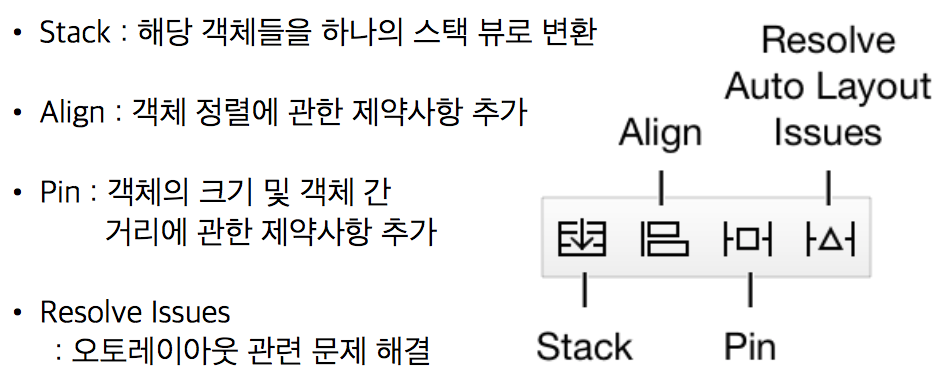 • Stack : 해당 객체들을 하나의 스택 뷰로 변환
• Align : 객체 정렬에 관한 제약사항 추가
• Pin : 객체의 크기 및 객체 간
거리에 관한 제약사항 추가
• Resolve Issues
: 오토레이아웃 관련 문제 해결
Resolve
Auto Layout
Issues
Align
Stack
Pin